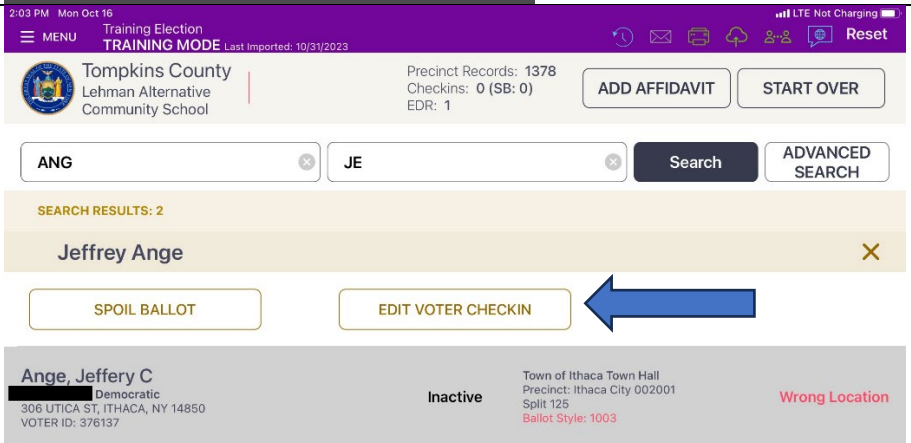 2:03 PM Mon Oct 16
LTE Not Charging
MENU
Training Election
TRAINING MODE Last Imported: 10/31/2023
Reset
Tompkins County
Lehman Alternative
Community School
Precinct Records: 1378
Checkins: 0 (SB: 0)
EDR: 1
ADD AFFIDAVIT
START OVER
ANG
JE
Search
ADVANCED
SEARCH
SEARCH RESULTS: 2
Jeffrey Ange
SPOIL BALLOT
EDIT VOTER CHECKIN
Ange, Jeffery C
Democratic
306 UTICA ST, ITHACA, NY 14850
VOTER ID: 376137
Inactive
Town of Ithaca Town Hall
Precinct: Ithaca City 002001
Split 125
Ballot Style: 1003
Wrong Location